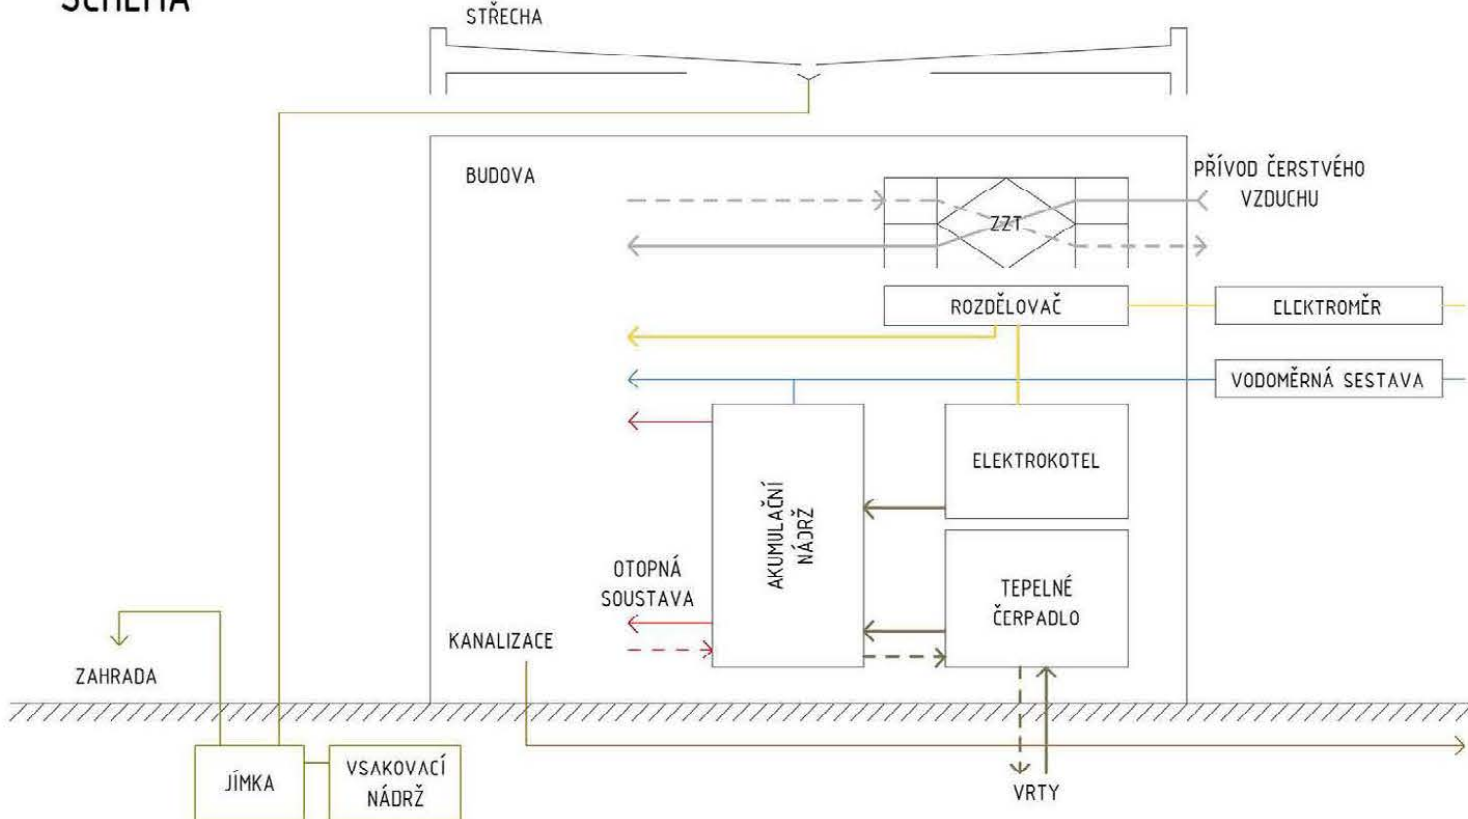 SCHÉMA
STŘECHA
BUDOVA
PŘÍVOD ČERSTVÉHO
VZDUCHU
ZZT
ROZDĚLOVAČ
ELEKTROMĚR
VODOMĚRNÁ SESTAVA
ELEKTROKOTEL
AKUMULAČNÍ
NÁDRŽ
OTOPNÁ
SOUSTAVA
TEPELNÉ
ČERPADLO
KANALIZACE
ZAHRADA
JÍMKA
VSAKOVACÍ
NÁDRŽ
VRTY